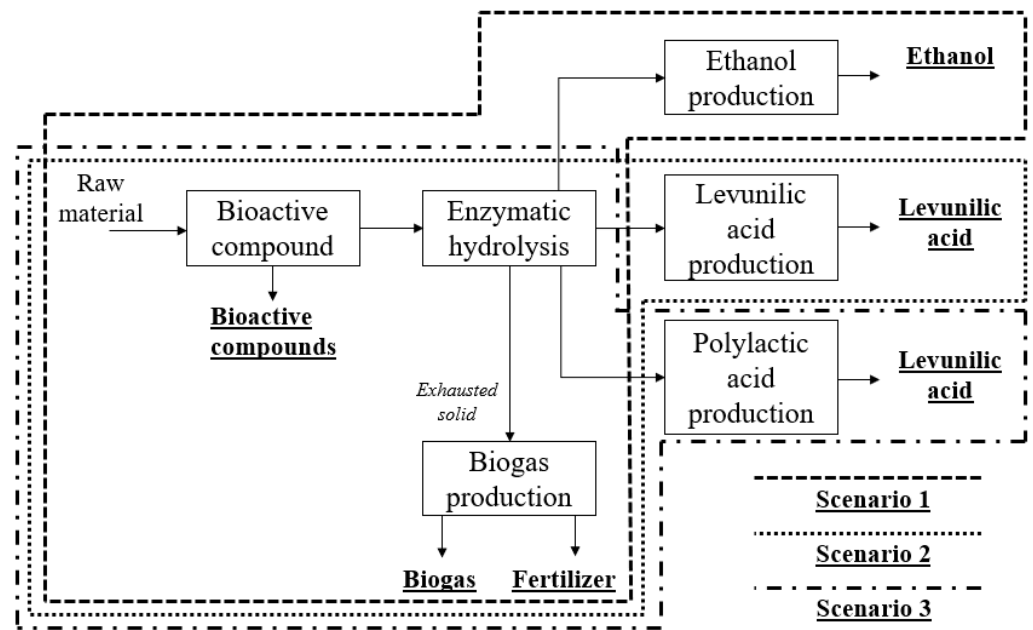 Ethanol
production
Ethanol
Raw
material
Bioactive
compound
Enzymatic
hydrolysis
Levunilic
acid
production
Levunilic
acid
Bioactive
compounds
Polylactic
acid
production
Levunilic
acid
Exhausted
solid
Biogas
production
Biogas
Fertilizer
Scenario 1
Scenario 2
Scenario 3